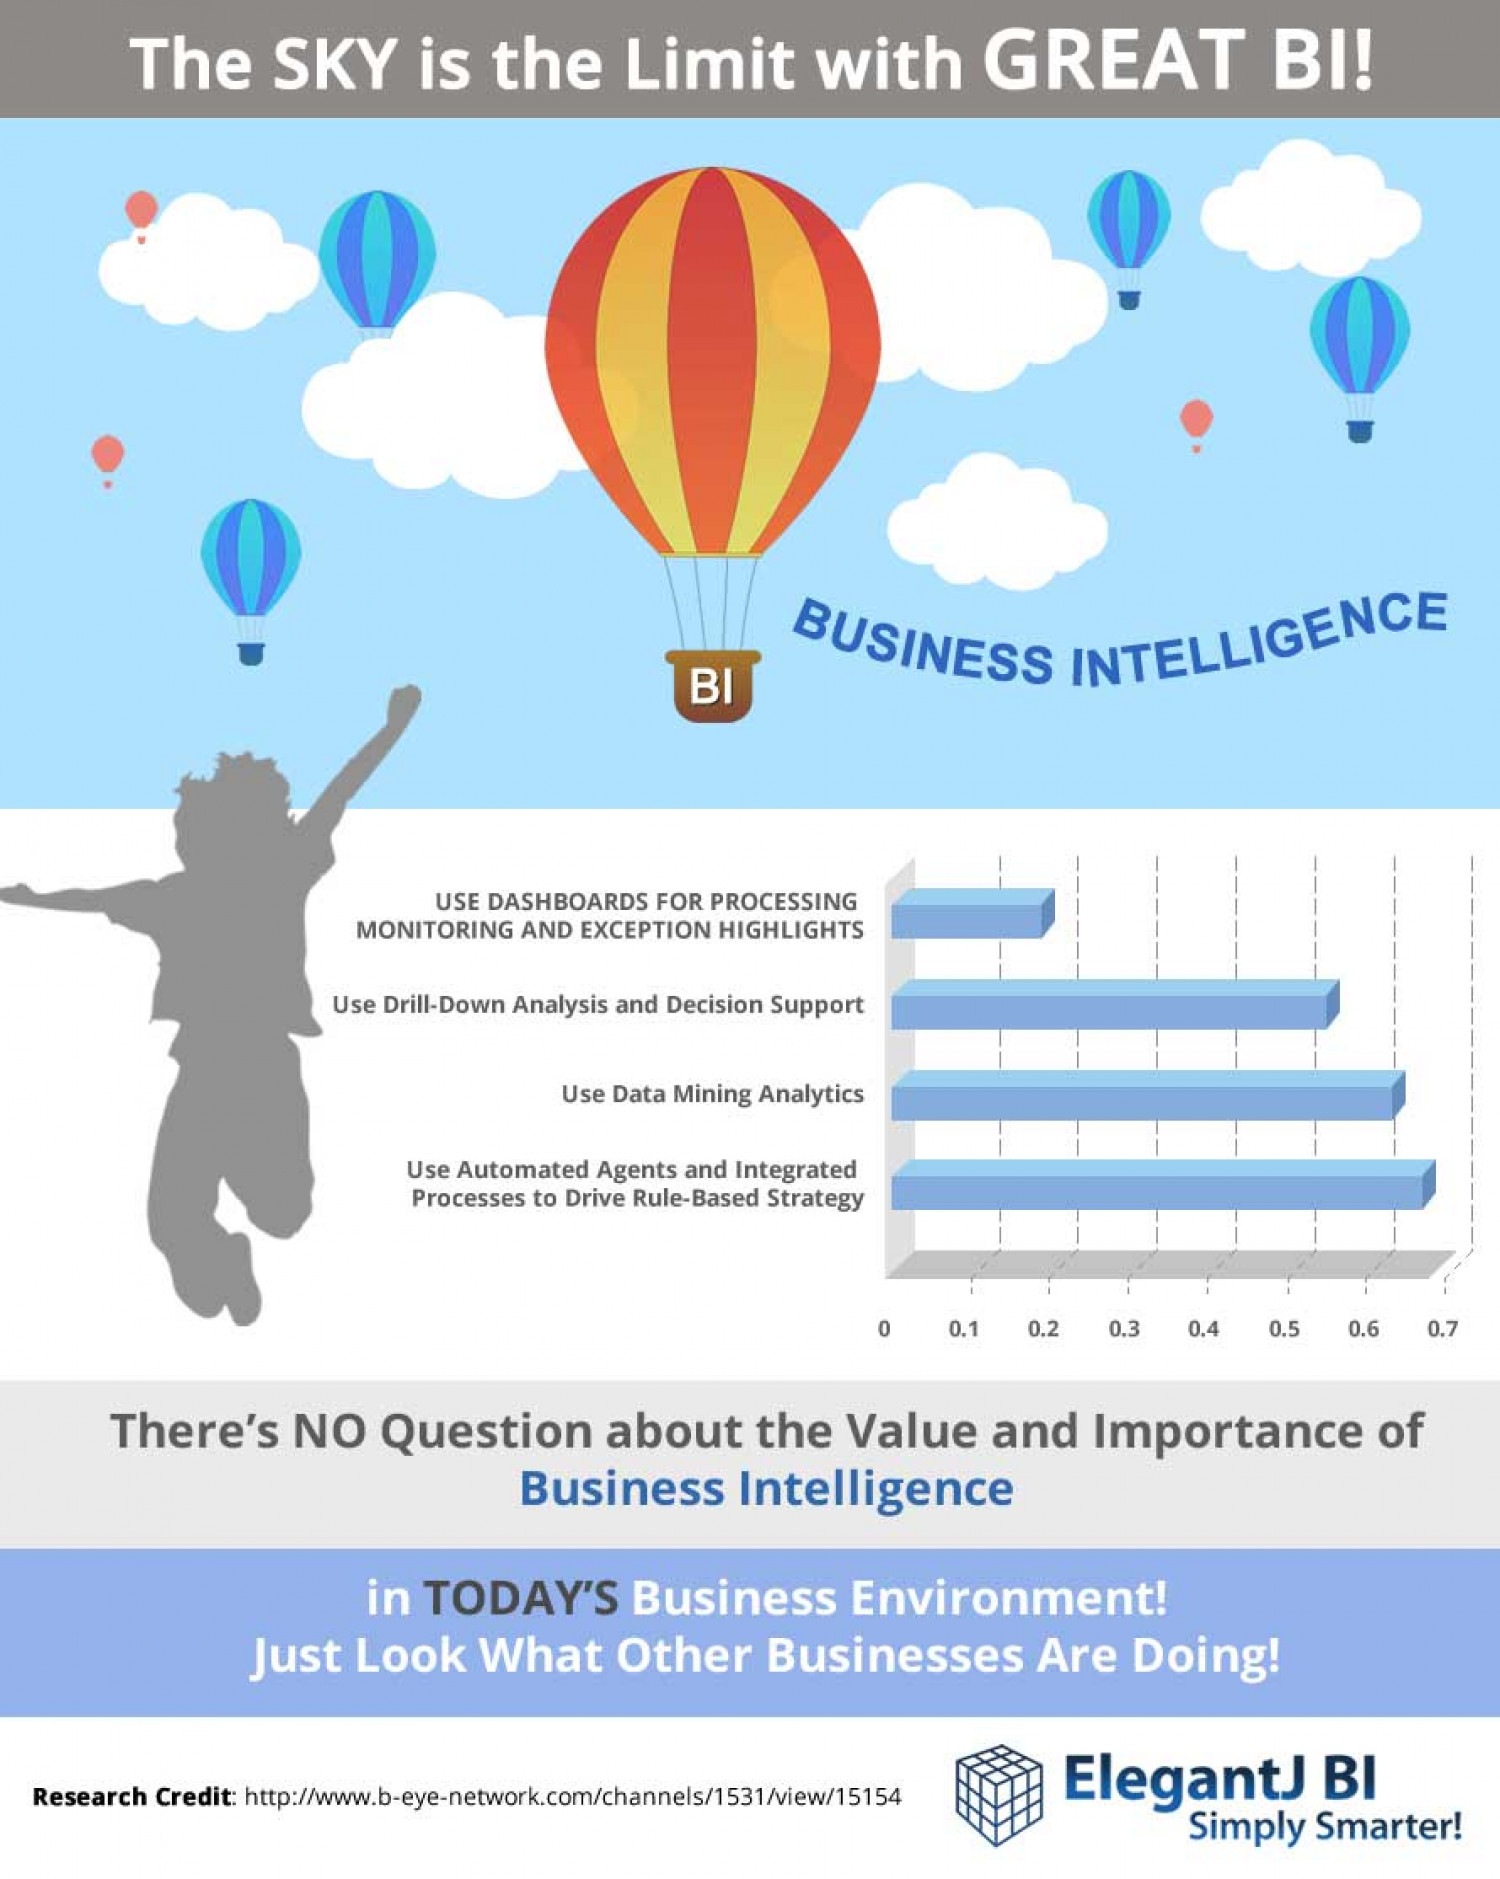 The SKY is the Limit with GREAT BI!
BUSINESS INTELLIGENCE
BI
USE DASHBOARDS FOR PROCESSING
MONITORING AND EXCEPTION HIGHLIGHTS
Use Drill-Down Analysis and Decision Support
Use Data Mining Analytics
Use Automated Agents and Integrated
Processes to Drive Rule-Based Strategy
0 0.1 0.2 0.3 0.4 0.5 0.6 0.7
There's NO Question about the Value and Importance of
Business Intelligence
in TODAY'S Business Environment!
Just Look What Other Businesses Are Doing!
Research Credit: http://www.b-eye-network.com/channels/1531/view/15154
ElegantJ BI
Simply Smarter!